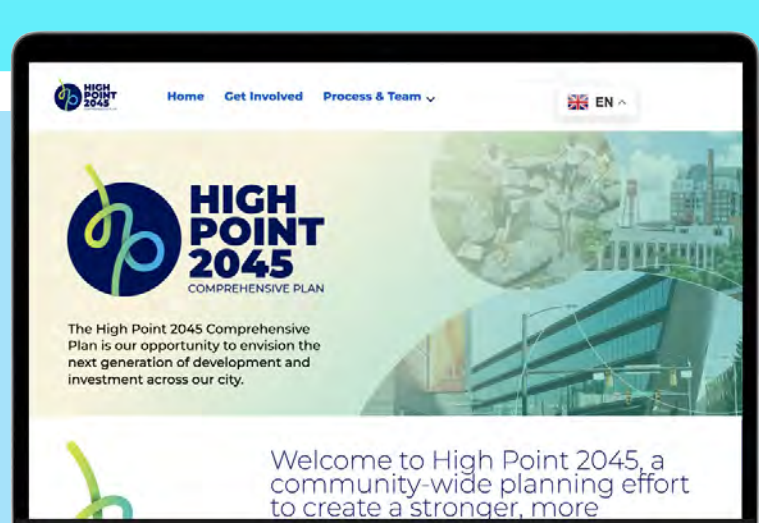 HIGH
POINT
2045
COMPREHENSIVE PLAN
Home Get Involved Process & Team
EN
HIGH
POINT
2045
COMPREHENSIVE PLAN
The High Point 2045 Comprehensive
Plan is our opportunity to envision the
next generation of development and
investment across our city.
Welcome to High Point 2045, a
community-wide planning effort
to create a stronger, more